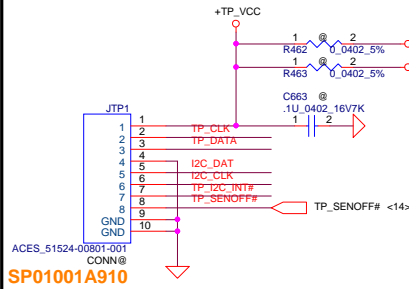 +TP_VCC
1 @ 2
R462 0_0402_5%
1 @ 2
R463 0_0402_5%
C663 @
.1U_0402_16V7K
1 2
JTP1
1 1
2 2 TP_CLK
3 3 TP_DATA
4 4
5 5 I2C_DAT
6 6 I2C_CLK
7 7 TP_I2C_INT#
8 8 TP_SENOFF#
TP_SENOFF# <14>
GND 9
GND 10
ACES_51524-00801-001
CONN@
SP01001A910